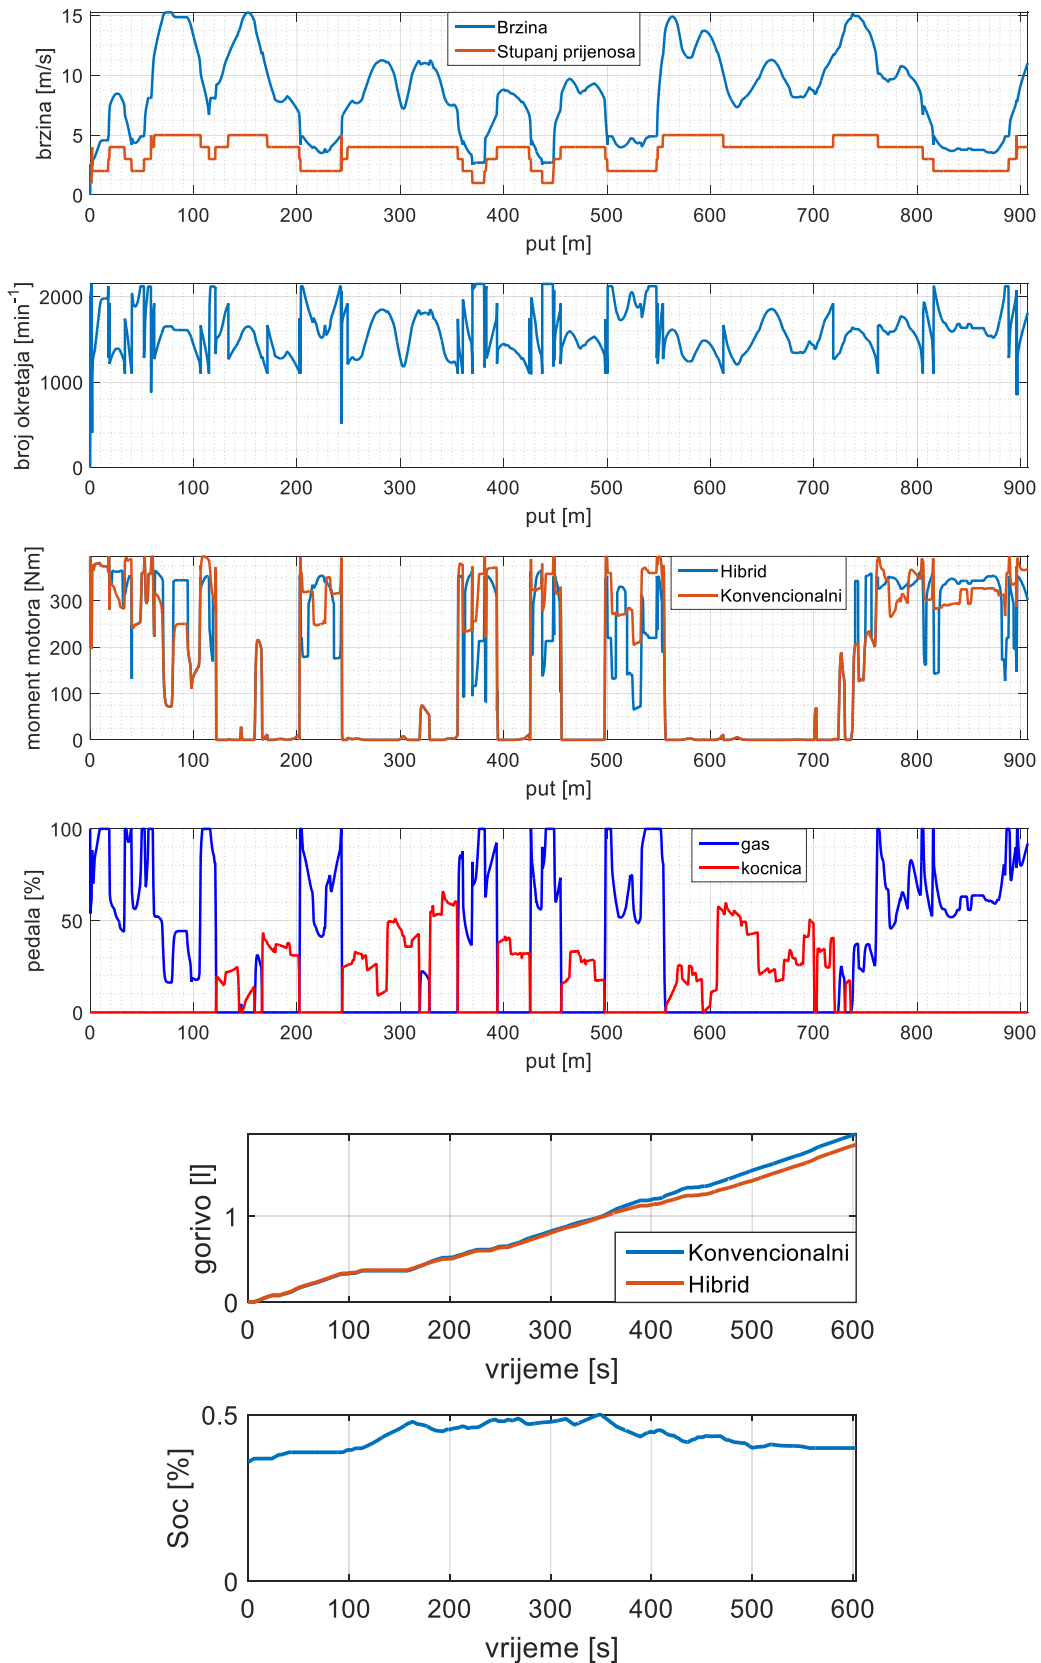 15
10
5
0
brzina [m/s]
Brzina
Stupanj prijenosa
0 100 200 300 400 500 600 700 800 900
put [m]
2000
1000
0
broj okretaja [min-1]
0 100 200 300 400 500 600 700 800 900
put [m]
300
200
100
0
moment motora [Nm]
Hibrid
Konvencionalni
0 100 200 300 400 500 600 700 800 900
put [m]
100
50
0
pedala [%]
gas
kocnica
0 100 200 300 400 500 600 700 800 900
put [m]
1
0
gorivo [l]
Konvencionalni
Hibrid
0 100 200 300 400 500 600
vrijeme [s]
0.5
0
Soc [%]
0 100 200 300 400 500 600
vrijeme [s]